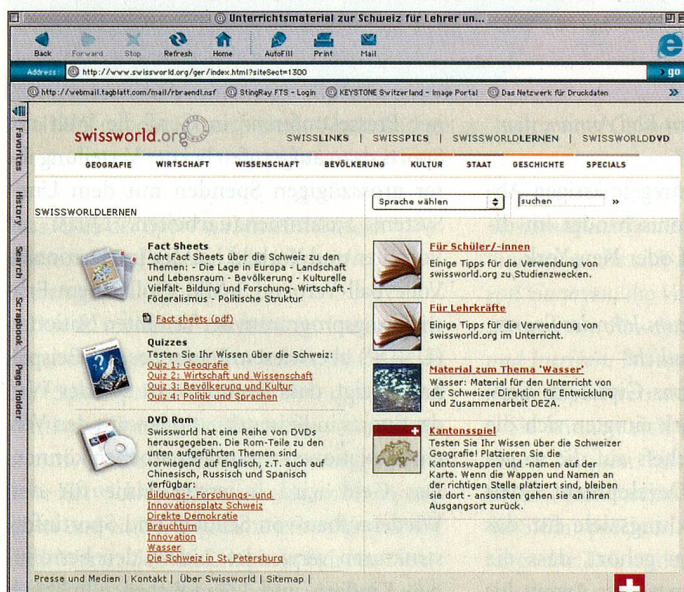 Unterrichtsmaterial zur Schweiz für Lehrer un...
Back Forward Stop Refresh Home AutoFill Print Mail
Address: http://www.swissworld.org/ger/index.html?siteSect=1300 go
http://webmail.tagblatt.com/mail/rbraendl.nsf StingRay FTS - Login KEYSTONE Switzerland - Image Portal Das Netzwerk für Druckdaten
Favorites
History
Search
Scrapbook
Page Holder
swissworld.org
SWISSLINKS | SWISSPICS | SWISSWORLDLERNEN | SWISSWORLDDVD
GEOGRAFIE WIRTSCHAFT WISSENSCHAFT BEVÖLKERUNG KULTUR STAAT GESCHICHTE SPECIALS
Sprache wählen suchen »
SWISSWORLDLERNEN
Fact Sheets
Acht Fact Sheets über die Schweiz zu den
Themen: - Die Lage in Europa - Landschaft
und Lebensraum - Bevölkerung - Kulturelle
Vielfalt- Bildung und Forschung- Wirtschaft -
Föderalismus - Politische Struktur
Fact sheets (pdf)
Quizzes
Testen Sie Ihr Wissen über die Schweiz:
Quiz 1: Geografie
Quiz 2: Wirtschaft und Wissenschaft
Quiz 3: Bevölkerung und Kultur
Quiz 4: Politik und Sprachen
DVD Rom
Swissworld hat eine Reihe von DVDs
herausgegeben. Die Rom-Teile zu den
unten aufgeführten Themen sind
vorwiegend auf Englisch, z.T. auch auf
Chinesisch, Russisch und Spanisch
verfügbar:
Bildungs-, Forschungs- und
Innovationsplatz Schweiz
Direkte Demokratie
Brauchtum
Innovation
Wasser
Die Schweiz in St. Petersburg
Für Schüler/-innen
Einige Tipps für die Verwendung von
swissworld.org zu Studienzwecken.
Für Lehrkräfte
Einige Tipps für die Verwendung von
swissworld.org im Unterricht.
Material zum Thema 'Wasser'
Wasser: Material für den Unterricht von
der Schweizer Direktion für Entwicklung
und Zusammenarbeit DEZA.
Kantonsspiel
Testen Sie Ihr Wissen über die Schweizer
Geografie! Platzieren Sie die
Kantonswappen und -namen auf der
Karte. Wenn die Wappen und Namen an
der richtigen Stelle platziert sind, bleiben
sie dort - ansonsten gehen sie an ihren
Ausgangsort zurück.
Presse und Medien | Kontakt | Über Swissworld | Sitemap |